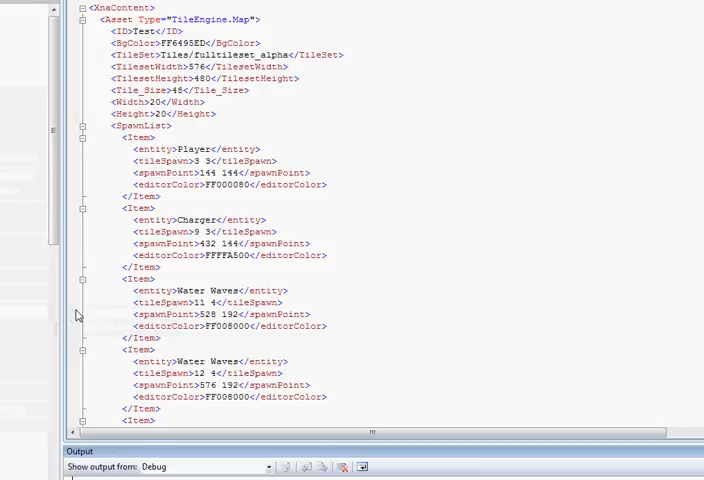 <XnaContent>
<Asset Type="TileEngine.Map">
<ID>Test</ID>
<BgColor>FF6495ED</BgColor>
<TileSet>Tiles/fulltileset_alpha</TileSet>
<TilesetWidth>576</TilesetWidth>
<TilesetHeight>480</TilesetHeight>
<Tile_Size>48</Tile_Size>
<Width>20</Width>
<Height>20</Height>
<SpawnList>
<Item>
<entity>Player</entity>
<tileSpawn>3 3</tileSpawn>
<spawnPoint>144 144</spawnPoint>
<editorColor>FF000080</editorColor>
</Item>
<Item>
<entity>Charger</entity>
<tileSpawn>9 3</tileSpawn>
<spawnPoint>432 144</spawnPoint>
<editorColor>FFFFA500</editorColor>
</Item>
<Item>
<entity>Water Waves</entity>
<tileSpawn>11 4</tileSpawn>
<spawnPoint>528 192</spawnPoint>
<editorColor>FF008000</editorColor>
</Item>
<Item>
<entity>Water Waves</entity>
<tileSpawn>12 4</tileSpawn>
<spawnPoint>576 192</spawnPoint>
<editorColor>FF008000</editorColor>
</Item>
<Item>
Output
Show output from: Debug